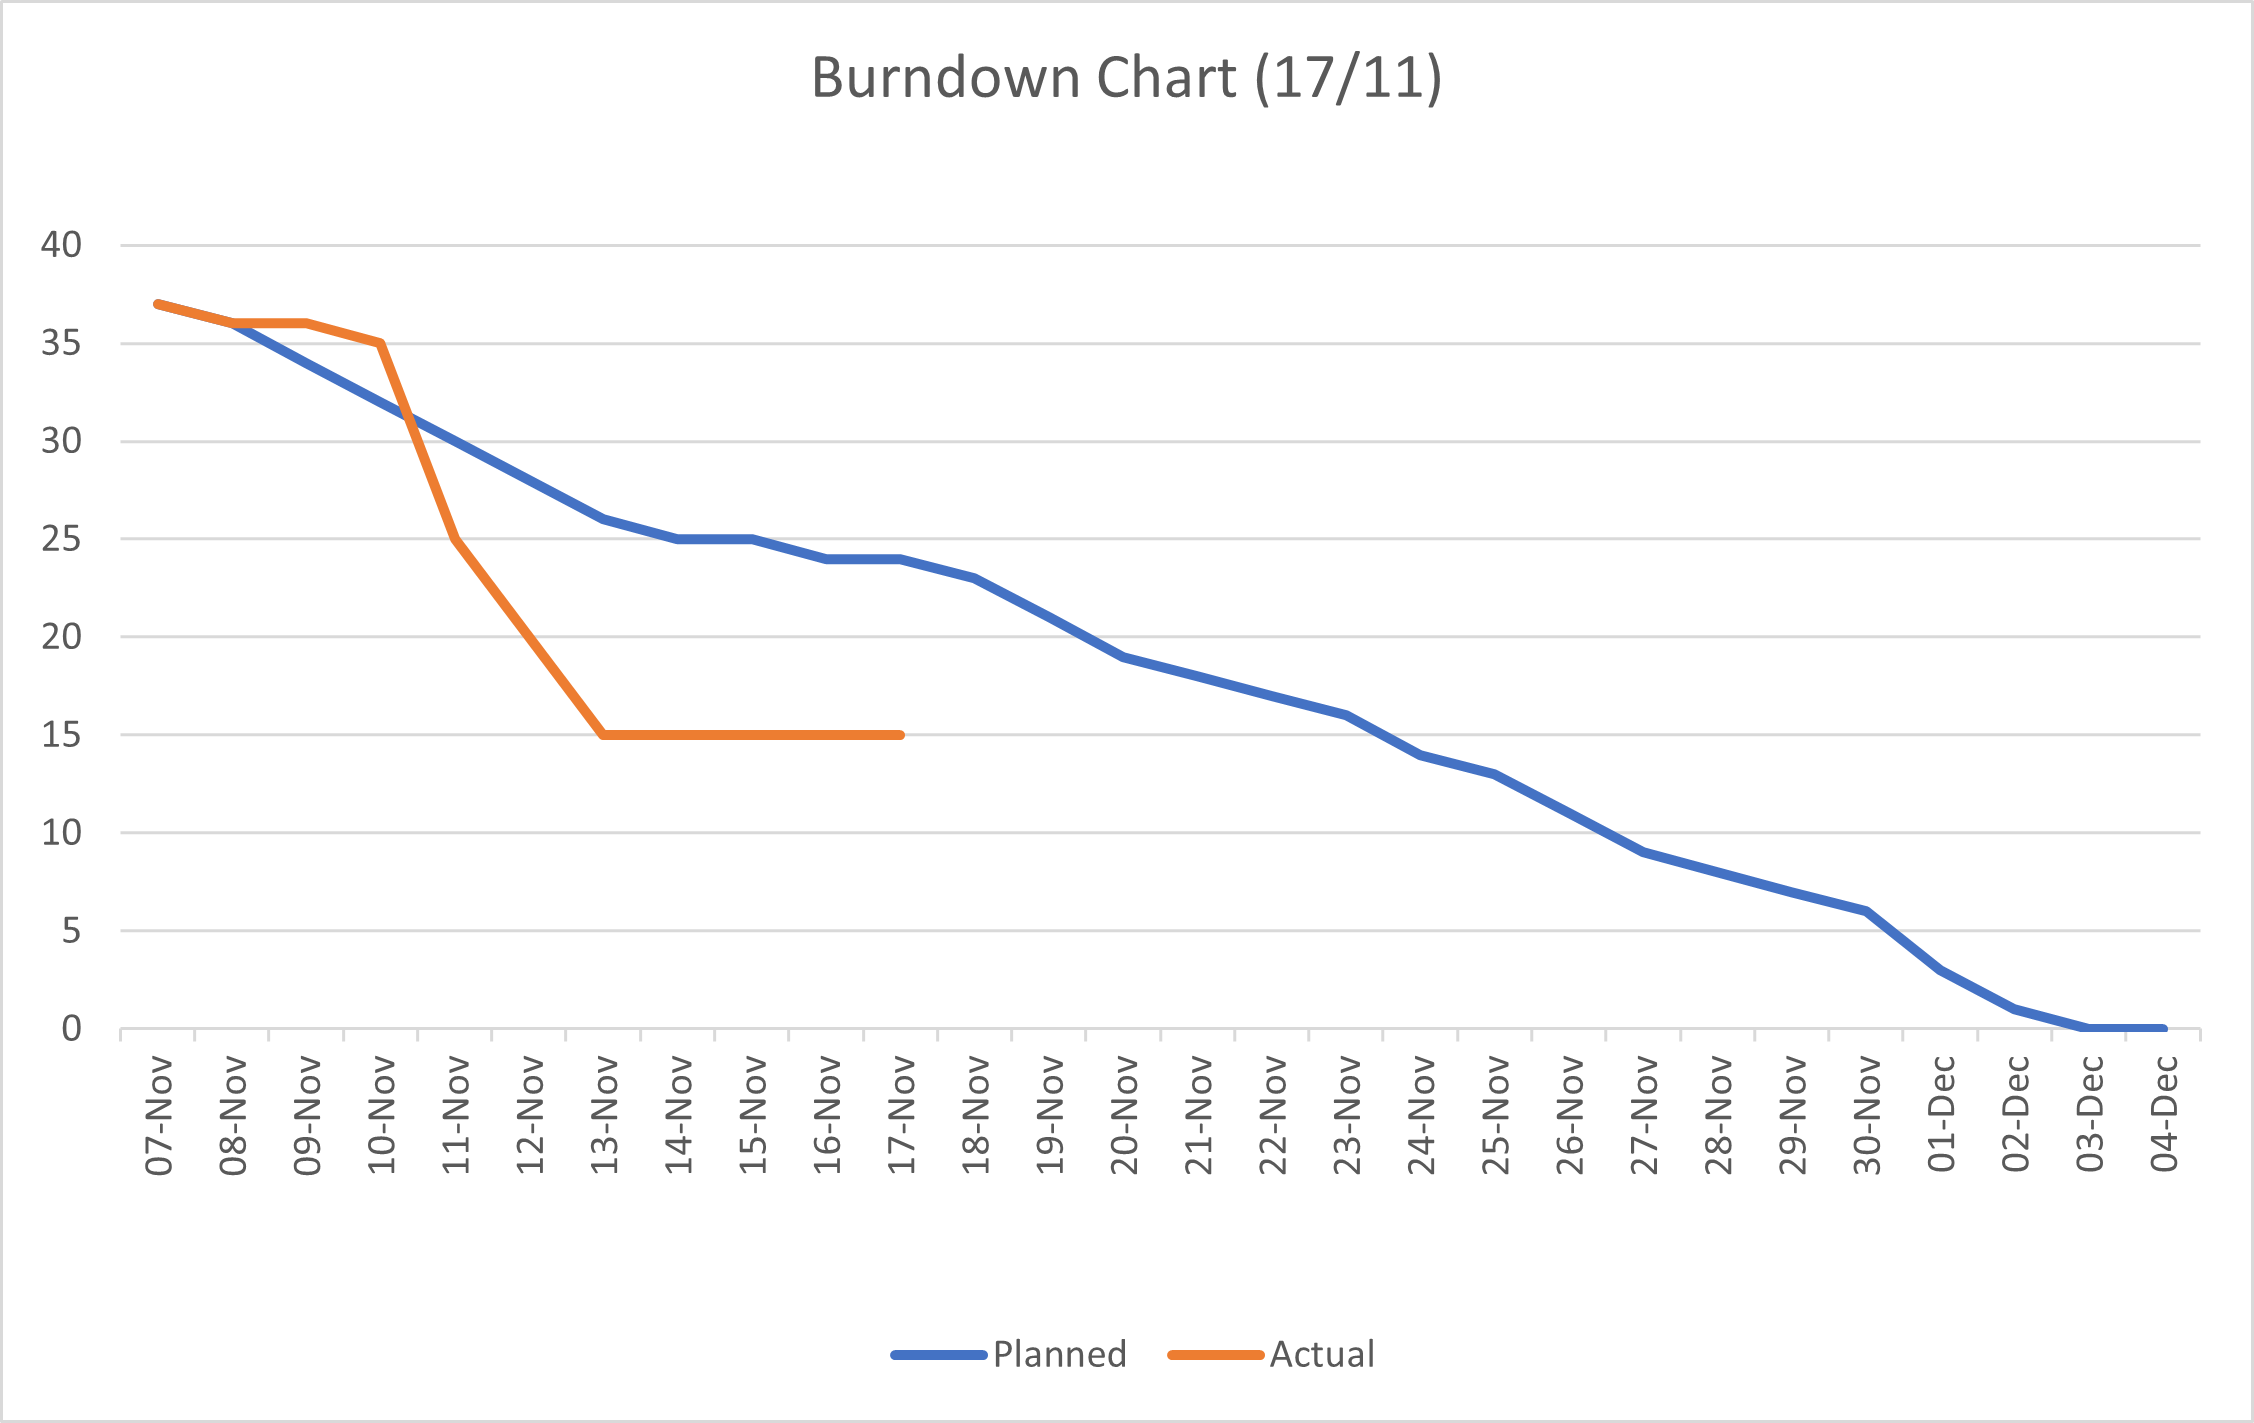 Burndown Chart (17/11)
40
35
30
25
20
15
10
5
0
07-Nov
08-Nov
09-Nov
10-Nov
11-Nov
12-Nov
13-Nov
14-Nov
15-Nov
16-Nov
17-Nov
18-Nov
19-Nov
20-Nov
21-Nov
22-Nov
23-Nov
24-Nov
25-Nov
26-Nov
27-Nov
28-Nov
29-Nov
30-Nov
01-Dec
02-Dec
03-Dec
04-Dec
Planned
Actual